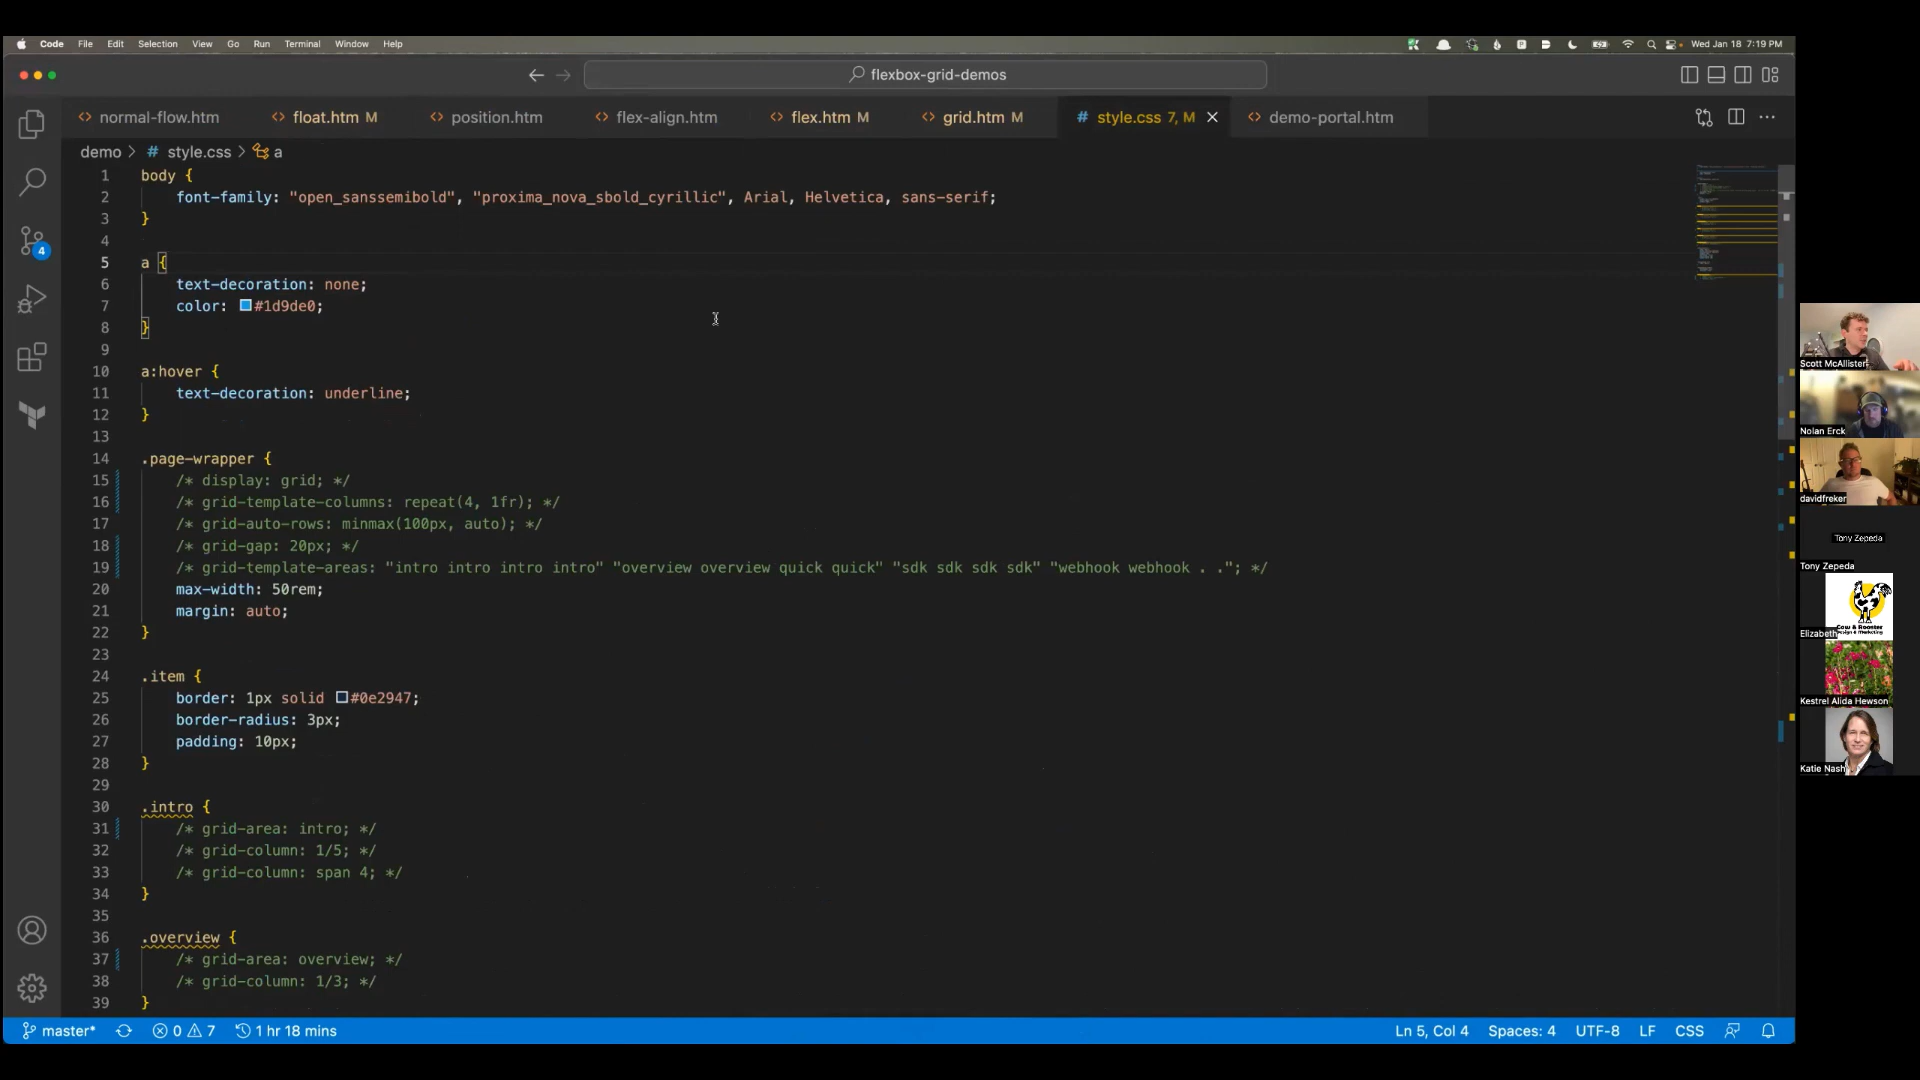 Code File Edit Selection View Go Run Terminal Window Help Wed Jan 18 7:19 PM
flexbox-grid-demos
normal-flow.htm float.htm M position.htm flex-align.htm flex.htm M grid.htm M # style.css 7, M demo-portal.htm
demo > # style.css > a
1 body {
2 font-family: "open_sanssemibold", "proxima_nova_sbold_cyrillic", Arial, Helvetica, sans-serif;
3 }
4
5 a {
6 text-decoration: none;
7 color: #1d9de0;
8 }
9
10 a:hover {
11 text-decoration: underline;
12 }
13
14 .page-wrapper {
15 /* display: grid; */
16 /* grid-template-columns: repeat(4, 1fr); */
17 /* grid-auto-rows: minmax(100px, auto); */
18 /* grid-gap: 20px; */
19 /* grid-template-areas: "intro intro intro intro" "overview overview quick quick" "sdk sdk sdk sdk" "webhook webhook . ."; */
20 max-width: 50rem;
21 margin: auto;
22 }
23
24 .item {
25 border: 1px solid #0e2947;
26 border-radius: 3px;
27 padding: 10px;
28 }
29
30 .intro {
31 /* grid-area: intro; */
32 /* grid-column: 1/5; */
33 /* grid-column: span 4; */
34 }
35
36 .overview {
37 /* grid-area: overview; */
38 /* grid-column: 1/3; */
39 }
4
master* 0 7 1 hr 18 mins Ln 5, Col 4 Spaces: 4 UTF-8 LF CSS
Scott McAllister
Nolan Erck
davidfreker
Tony Zepeda
Tony Zepeda
Cow & Rooster
Design & Marketing
Elizabeth
Kestrel Alida Hewson
Katie Nash